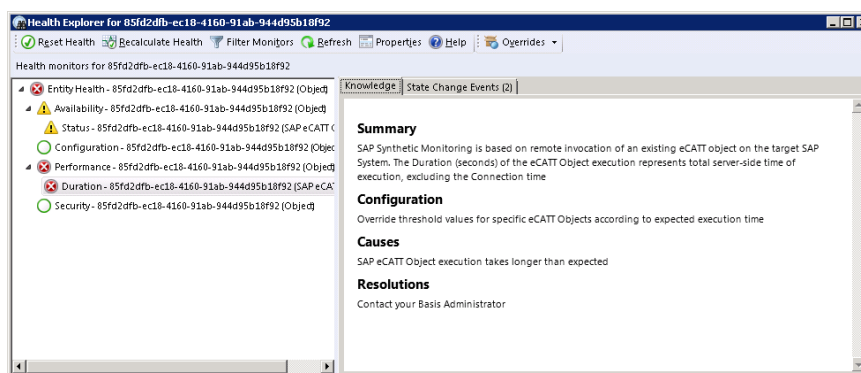 Health Explorer for 85fd2dfb-ec18-4160-91ab-944d95b18f92
Reset Health Recalculate Health Filter Monitors Refresh Properties Help Overrides
Health monitors for 85fd2dfb-ec18-4160-91ab-944d95b18f92
Entity Health - 85fd2dfb-ec18-4160-91ab-944d95b18f92 (Object)
Availability - 85fd2dfb-ec18-4160-91ab-944d95b18f92 (Object)
Status - 85fd2dfb-ec18-4160-91ab-944d95b18f92 (SAP eCATT (
Configuration - 85fd2dfb-ec18-4160-91ab-944d95b18f92 (Objec
Performance - 85fd2dfb-ec18-4160-91ab-944d95b18f92 (Object
Duration - 85fd2dfb-ec18-4160-91ab-944d95b18f92 (SAP eCA
Security - 85fd2dfb-ec18-4160-91ab-944d95b18f92 (Object)
Knowledge State Change Events (2)
Summary
SAP Synthetic Monitoring is based on remote invocation of an existing eCATT object on the target SAP
System. The Duration (seconds) of the eCATT Object execution represents total server-side time of
execution, excluding the Connection time
Configuration
Override threshold values for specific eCATT Objects according to expected execution time
Causes
SAP eCATT Object execution takes longer than expected
Resolutions
Contact your Basis Administrator